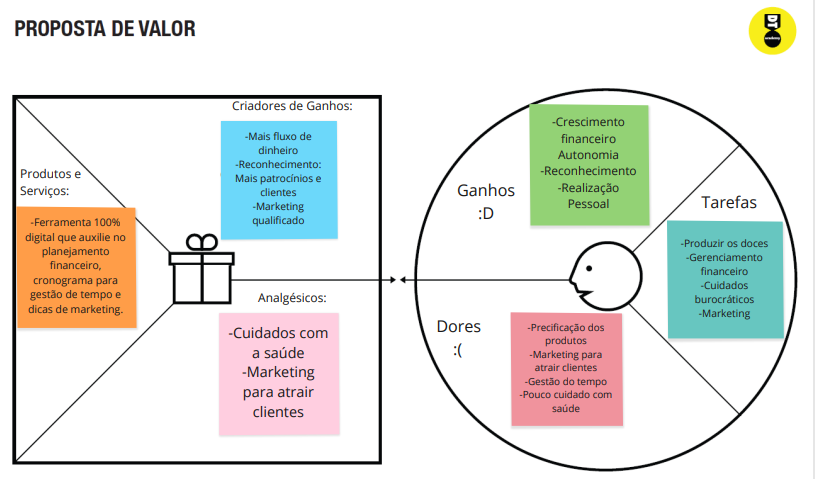 PROPOSTA DE VALOR
Criadores de Ganhos:
-Mais fluxo de
dinheiro
-Reconhecimento:
Mais patrocínios e
clientes
-Marketing
qualificado
Produtos e
Serviços:
-Ferramenta 100%
digital que auxilie no
planejamento
financeiro,
cronograma para
gestão de tempo e
dicas de marketing.
Analgésicos:
-Cuidados com
a saúde
-Marketing
para atrair
clientes
Ganhos
:D
-Crescimento
financeiro
Autonomia
-Reconhecimento
-Realização
Pessoal
Tarefas
-Produzir os doces
-Gerenciamento
financeiro
-Cuidados
burocráticos
-Marketing
Dores
:(
-Precificação dos
produtos
-Marketing para
atrair clientes
-Gestão do tempo
-Pouco cuidado com
saúde